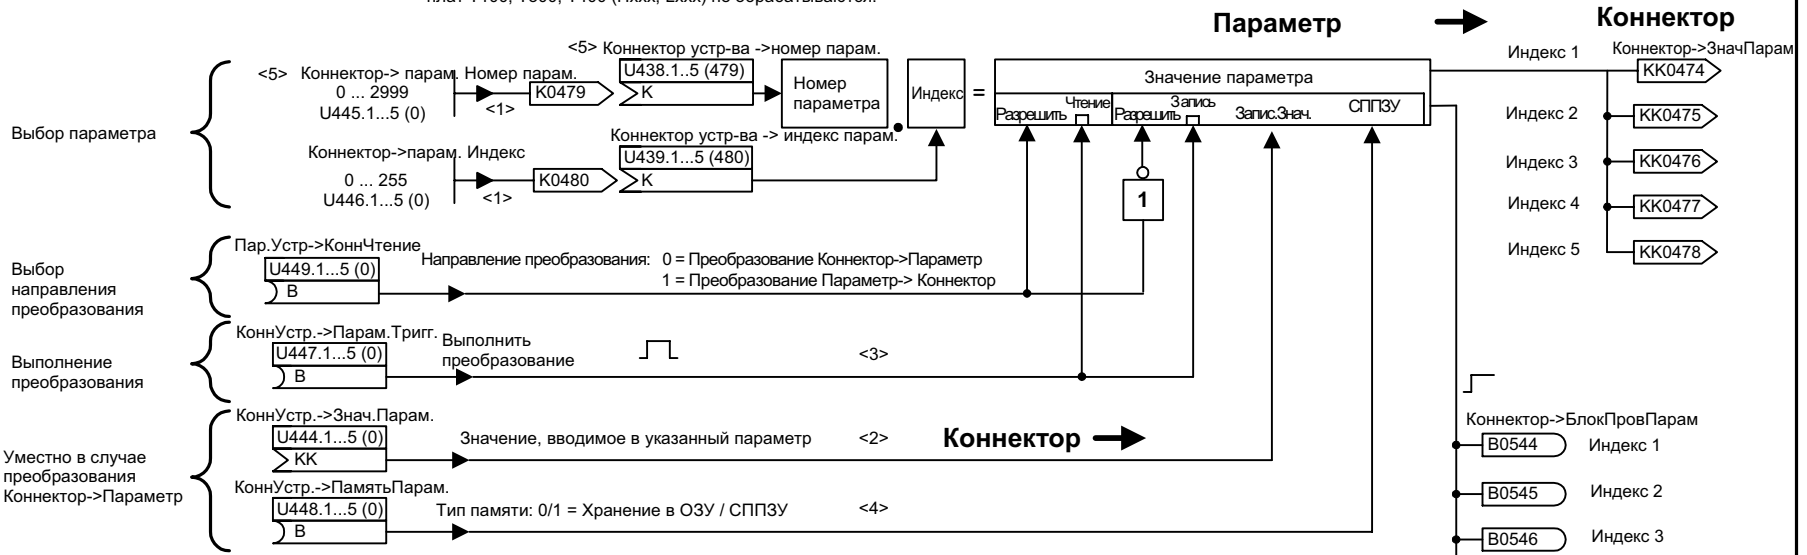 Параметр
Коннектор
<5> Коннектор устр-ва ->номер парам.
Индекс 1
Коннектор->ЗначПарам
<5> Коннектор-> парам. Номер парам.
0 ... 2999
U445.1...5 (0)
<1>
K0479
U438.1..5 (479)
K
Номер
параметра
Индекс
=
Значение параметра
Чтение
Запись
Разрешить
Разрешить
Запис.Знач.
СППЗУ
KK0474
Индекс 2
KK0475
Выбор параметра
Коннектор устр-ва -> индекс парам.
Коннектор->парам. Индекс
0 ... 255
U446.1...5 (0)
<1>
K0480
U439.1...5 (480)
K
1
Индекс 3
KK0476
Индекс 4
KK0477
Индекс 5
KK0478
Выбор
направления
преобразования
Пар.Устр->КоннЧтение
U449.1...5 (0)
B
Направление преобразования: 0 = Преобразование Коннектор->Параметр
1 = Преобразование Параметр-> Коннектор
Выполнение
преобразования
КоннУстр.->Парам.Тригг.
U447.1...5 (0)
B
Выполнить
преобразование
<3>
Уместно в случае
преобразования
Коннектор->Параметр
КоннУстр.->Знач.Парам.
U444.1...5 (0)
KK
Значение, вводимое в указанный параметр
<2>
Коннектор
КоннУстр.->ПамятьПарам.
U448.1...5 (0)
B
Тип памяти: 0/1 = Хранение в ОЗУ / СППЗУ
<4>
Коннектор->БлокПровПарам
B0544
Индекс 1
B0545
Индекс 2
B0546
Индекс 3